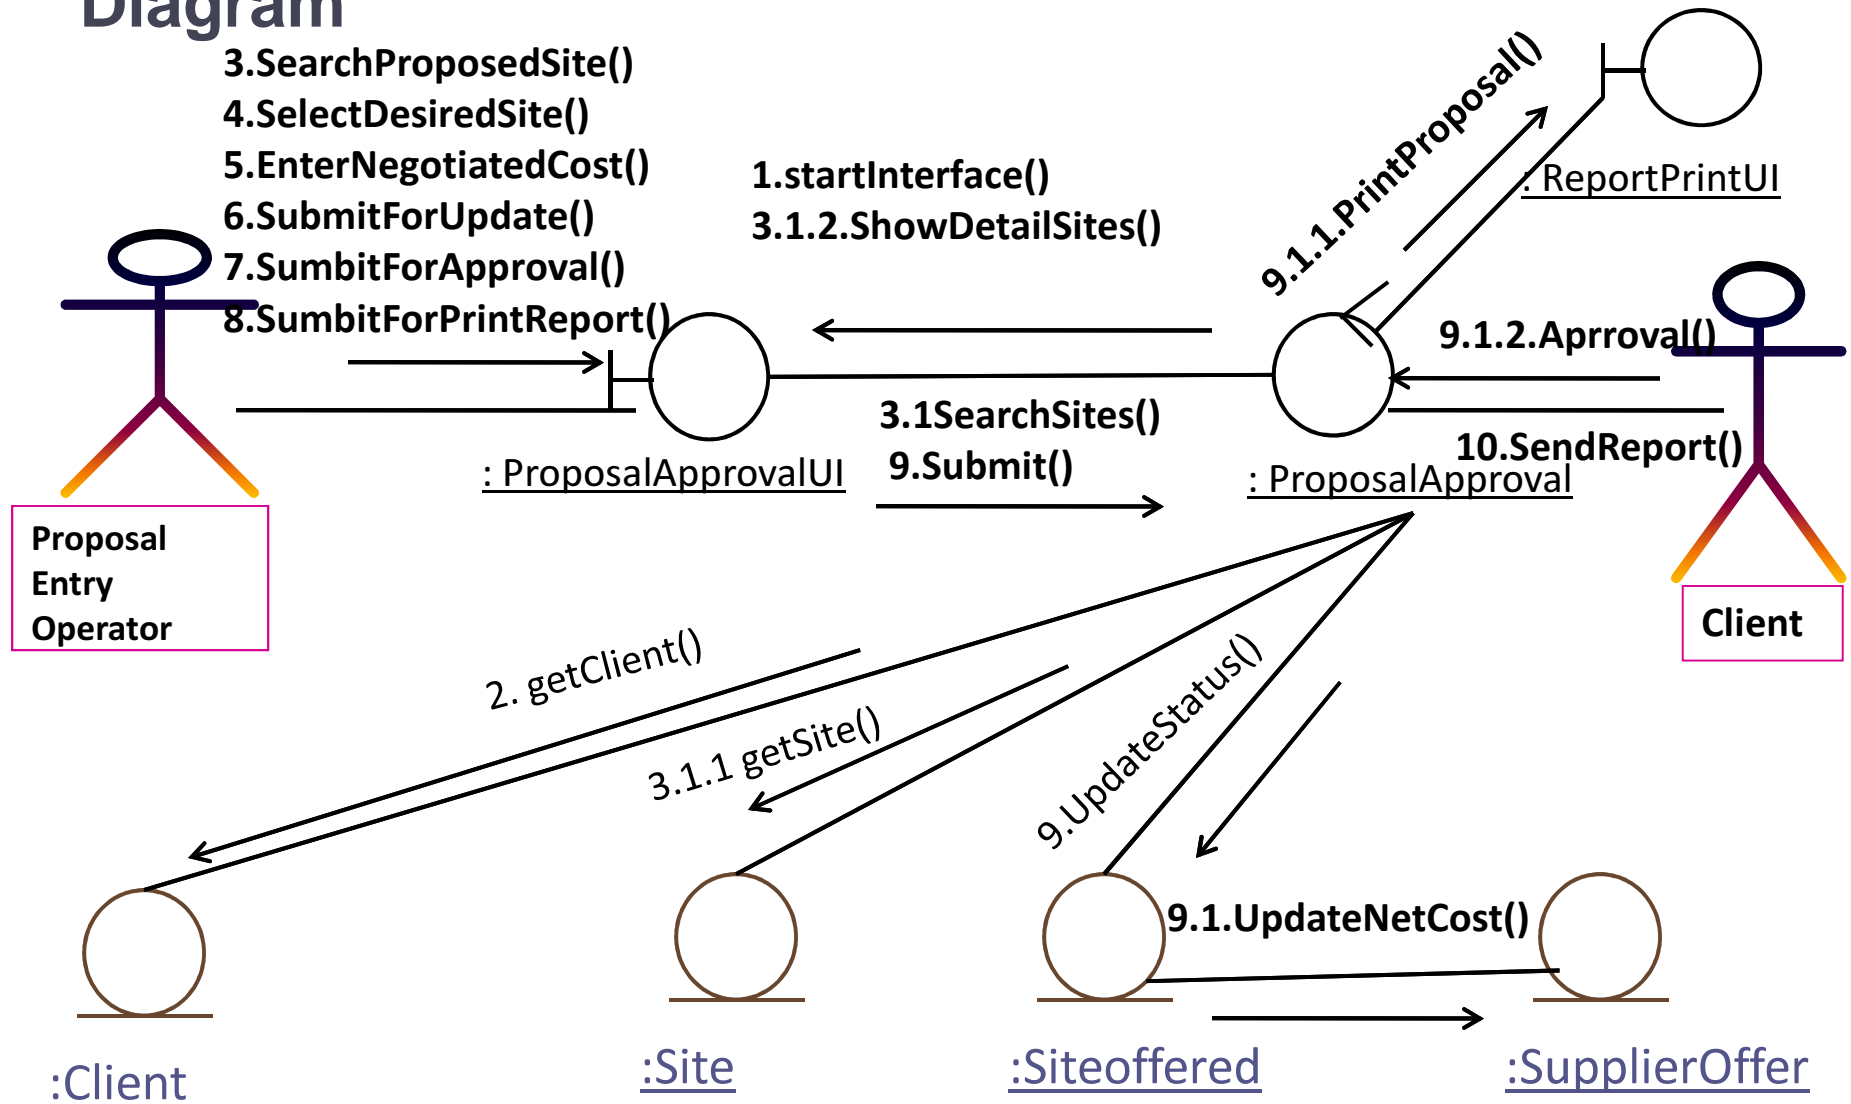 Diagram
3.SearchProposedSite()
4.SelectDesiredSite()
5.EnterNegotiatedCost()
6.SubmitForUpdate()
7.SumbitForApproval()
8.SumbitForPrintReport()
1.startInterface()
3.1.2.ShowDetailSites()
9.1.1.PrintProposal()
: ReportPrintUI
9.1.2.Aprroval()
3.1SearchSites()
9.Submit()
10.SendReport()
: ProposalApprovalUI
: ProposalApproval
Proposal
Entry
Operator
Client
2. getClient()
3.1.1 getSite()
9.UpdateStatus()
9.1.UpdateNetCost()
:Client
:Site
:Siteoffered
:SupplierOffer